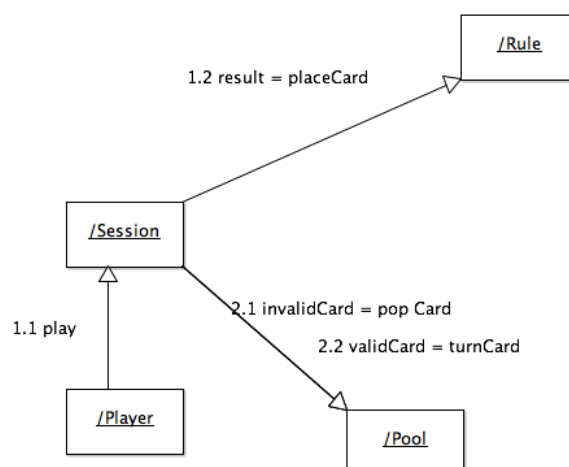 /Rule
1.2 result = placeCard
/Session
2.1 invalidCard = pop Card
1.1 play
2.2 validCard = turnCard
/Player
/Pool